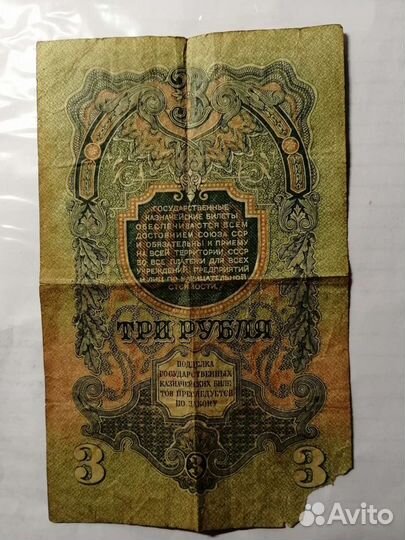 3
ГОСУДАРСТВЕННЫЕ
КАЗНАЧЕЙСКИЕ БИЛЕТЫ
ОБЕСПЕЧИВАЮТСЯ ВСЕМ
ДОСТОЯНИЕМ СОЮЗА ССР
И ОБЯЗАТЕЛЬНЫ К ПРИЕМУ
НА ВСЕЙ ТЕРРИТОРИИ СССР
ВО ВСЕ ПЛАТЕЖИ ДЛЯ ВСЕХ
УЧРЕЖДЕНИЙ, ПРЕДПРИЯТИЙ
И ЛИЦ ПО НАРИЦАТЕЛЬНОЙ
СТОИМОСТИ.
ТРИ РУБЛЯ
ПОДДЕЛКА
ГОСУДАРСТВЕННЫХ
КАЗНАЧЕЙСКИХ БИЛЕ
ТОВ ПРЕСЛЕДУЕТСЯ
ПО ЗАКОНУ
3 3 3
Avito